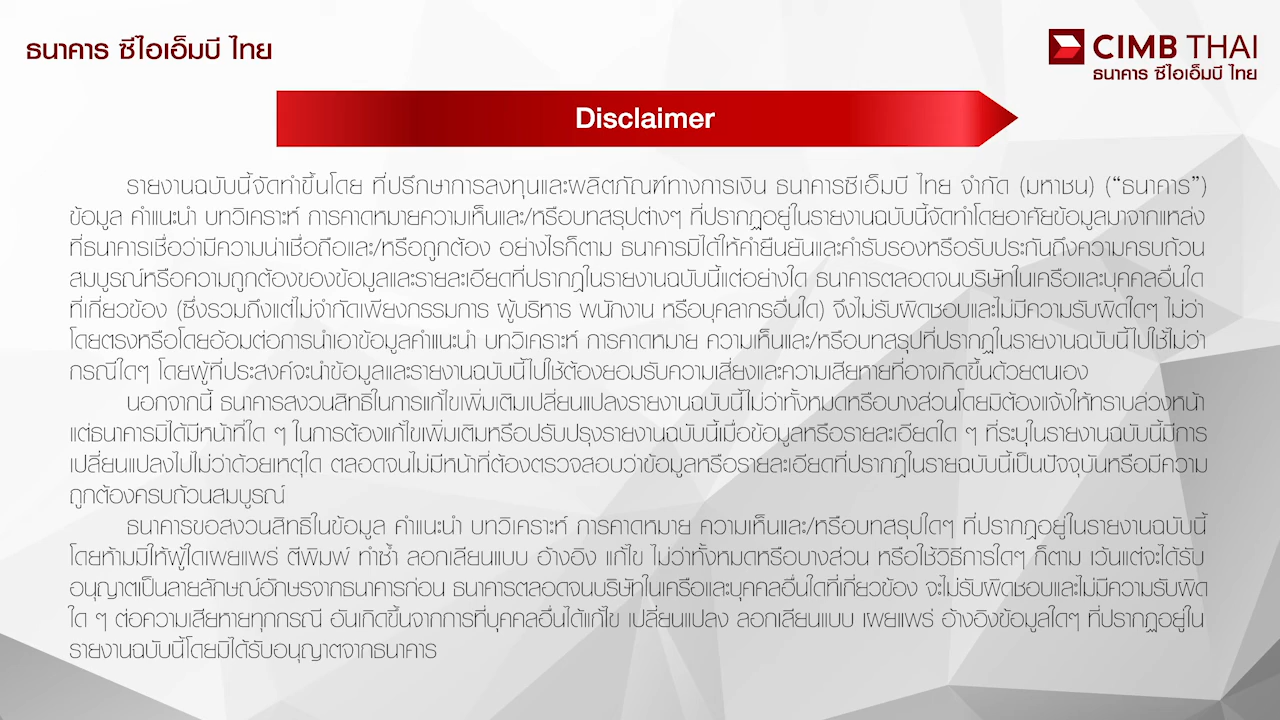 ธนาคาร ซีไอเอ็มบี ไทย
CIMB THAI
ธนาคาร ซีไอเอ็มบี ไทย
Disclaimer
รายงานฉบับนี้จัดทำขึ้นโดย ที่ปรึกษาการลงทุนและผลิตภัณฑ์ทางการเงิน ธนาคารซีเอ็มบี ไทย จำกัด (มหาชน) (“ธนาคาร”)
ข้อมูล คำแนะนำ บทวิเคราะห์ การคาดหมายความเห็นและ/หรือบทสรุปต่างๆ ที่ปรากฏอยู่ในรายงานฉบับนี้จัดทำโดยอาศัยข้อมูลมาจากแหล่ง
ที่ธนาคารเชื่อว่ามีความน่าเชื่อถือและ/หรือถูกต้อง อย่างไรก็ตาม ธนาคารมิได้ให้คำยืนยันและคำรับรองหรือรับประกันถึงความครบถ้วน
สมบูรณ์หรือความถูกต้องของข้อมูลและรายละเอียดที่ปรากฏในรายงานฉบับนี้แต่อย่างใด ธนาคารตลอดจนบริษัทในเครือและบุคคลอื่นใด
ที่เกี่ยวข้อง (ซึ่งรวมถึงแต่ไม่จำกัดเพียงกรรมการ ผู้บริหาร พนักงาน หรือบุคลากรอื่นใด) จึงไม่รับผิดชอบและไม่มีความรับผิดใดๆ ไม่ว่า
โดยตรงหรือโดยอ้อมต่อการนำเอาข้อมูลคำแนะนำ บทวิเคราะห์ การคาดหมาย ความเห็นและ/หรือบทสรุปที่ปรากฏในรายงานฉบับนี้ไปใช้ไม่ว่า
กรณีใดๆ โดยผู้ที่ประสงค์จะนำข้อมูลและรายงานฉบับนี้ไปใช้ต้องยอมรับความเสี่ยงและความเสียหายที่อาจเกิดขึ้นด้วยตนเอง
นอกจากนี้ ธนาคารสงวนสิทธิในการแก้ไขเพิ่มเติมเปลี่ยนแปลงรายงานฉบับนี้ไม่ว่าทั้งหมดหรือบางส่วนโดยมิต้องแจ้งให้ทราบล่วงหน้า
แต่ธนาคารมิได้มีหน้าที่ใด ๆ ในการต้องแก้ไขเพิ่มเติมหรือปรับปรุงรายงานฉบับนี้เมื่อข้อมูลหรือรายละเอียดใด ๆ ที่ระบุในรายงานฉบับนี้มีการ
เปลี่ยนแปลงไปไม่ว่าด้วยเหตุใด ตลอดจนไม่มีหน้าที่ต้องตรวจสอบว่าข้อมูลหรือรายละเอียดที่ปรากฏในรายฉบับนี้เป็นปัจจุบันหรือมีความ
ถูกต้องครบถ้วนสมบูรณ์
ธนาคารขอสงวนสิทธิในข้อมูล คำแนะนำ บทวิเคราะห์ การคาดหมาย ความเห็นและ/หรือบทสรุปใดๆ ที่ปรากฏอยู่ในรายงานฉบับนี้
โดยห้ามมิให้ผู้ใดเผยแพร่ ตีพิมพ์ ทำซ้ำ ลอกเลียนแบบ อ้างอิง แก้ไข ไม่ว่าทั้งหมดหรือบางส่วน หรือใช้วิธีการใดๆ ก็ตาม เว้นแต่จะได้รับ
อนุญาตเป็นลายลักษณ์อักษรจากธนาคารก่อน ธนาคารตลอดจนบริษัทในเครือและบุคคลอื่นใดที่เกี่ยวข้อง จะไม่รับผิดชอบและไม่มีความรับผิด
ใด ๆ ต่อความเสียหายทุกกรณี อันเกิดขึ้นจากการที่บุคคลอื่นได้แก้ไข เปลี่ยนแปลง ลอกเลียนแบบ เผยแพร่ อ้างอิงข้อมูลใดๆ ที่ปรากฏอยู่ใน
รายงานฉบับนี้โดยมิได้รับอนุญาตจากธนาคาร